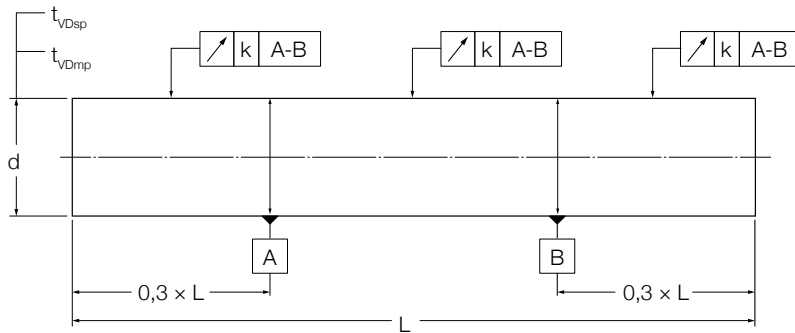 t_VDsp
t_VDmp
k A-B
k A-B
k A-B
d
A
B
0,3 × L
0,3 × L
L